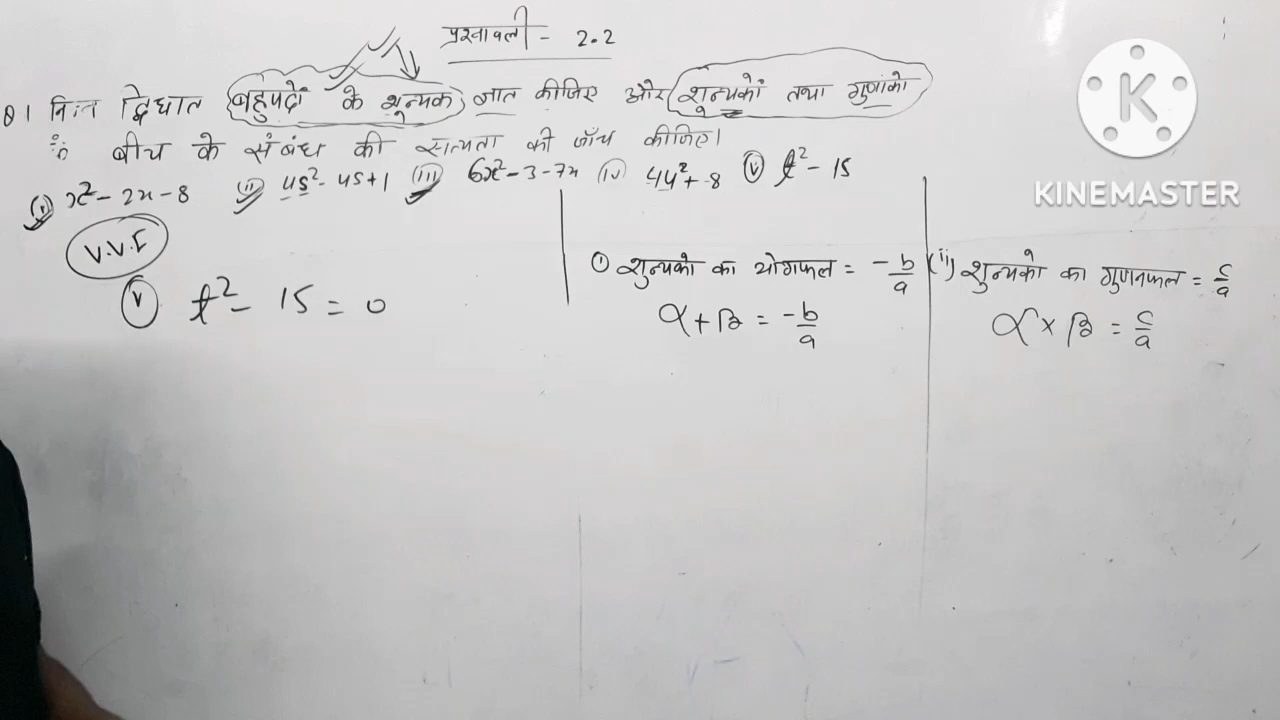 प्रश्नावली - 2.2
Q1 निम्न द्विघात बहुपदों के शून्यक ज्ञात कीजिए और शून्यकों तथा गुणांको
के बीच के संबंध की सत्यता की जाँच कीजिए।
(i) x² - 2x - 8 (ii) 4s² - 4s + 1 (iii) 6x² - 3 - 7x (iv) 4u² + 8 (v) t² - 15
V.V.I
(v) t² - 15 = 0
(i) शुन्यको का योगफल = -b/a
α + β = -b/a
(ii) शुन्यको का गुणनफल = c/a
α × β = c/a
K
KINEMASTER